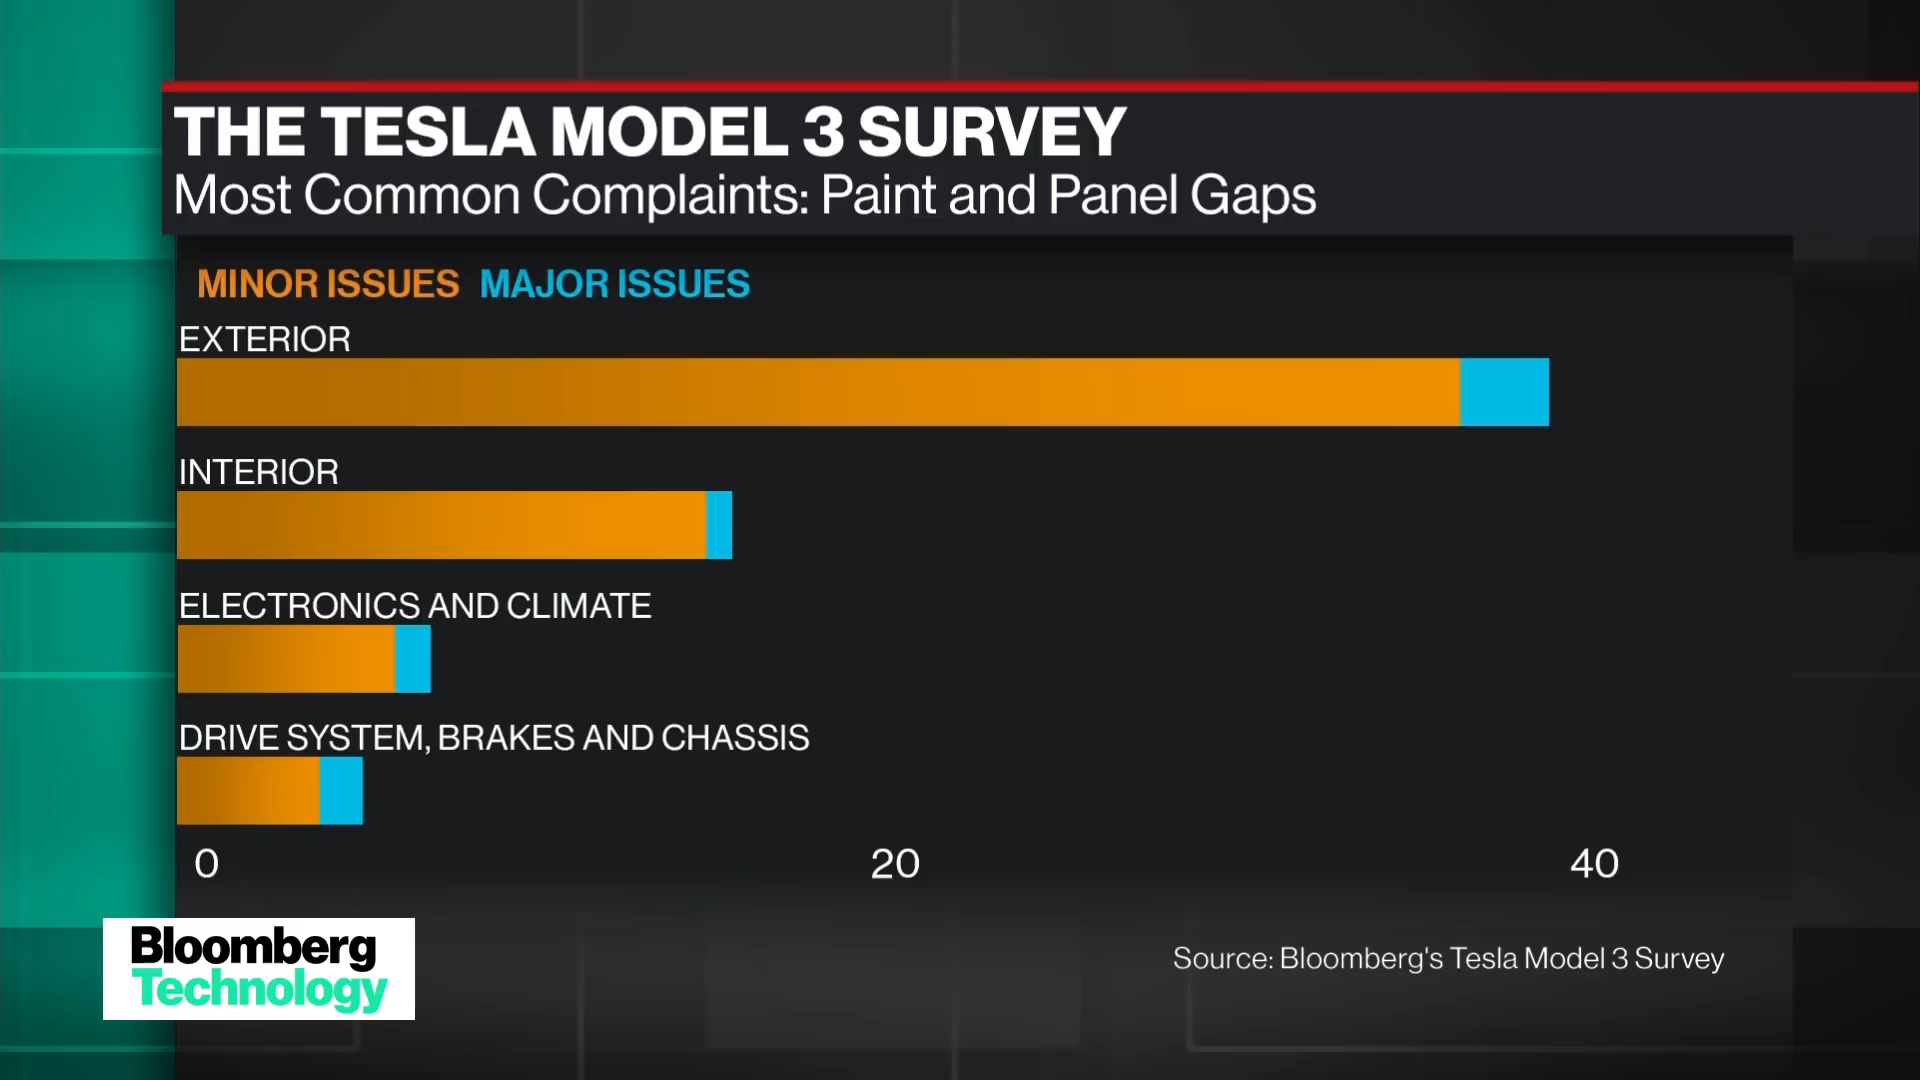 THE TESLA MODEL 3 SURVEY
Most Common Complaints: Paint and Panel Gaps
MINOR ISSUES MAJOR ISSUES
EXTERIOR
INTERIOR
ELECTRONICS AND CLIMATE
DRIVE SYSTEM, BRAKES AND CHASSIS
0 20 40
Source: Bloomberg's Tesla Model 3 Survey
Bloomberg
Technology